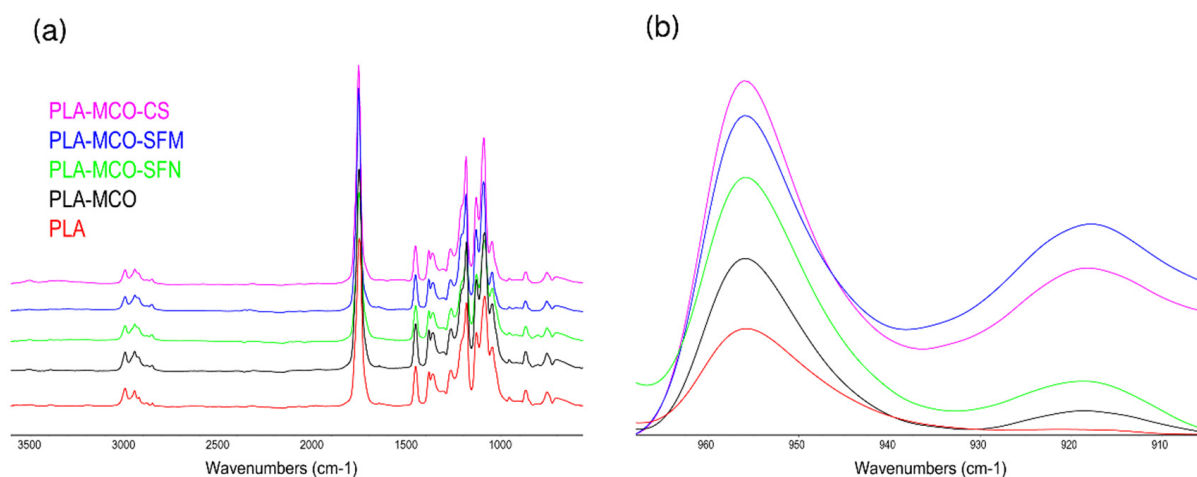 (a)
PLA-MCO-CS
PLA-MCO-SFM
PLA-MCO-SFN
PLA-MCO
PLA
3500 3000 2500 2000 1500 1000
Wavenumbers (cm-1)
(b)
960 950 940 930 920 910
Wavenumbers (cm-1)